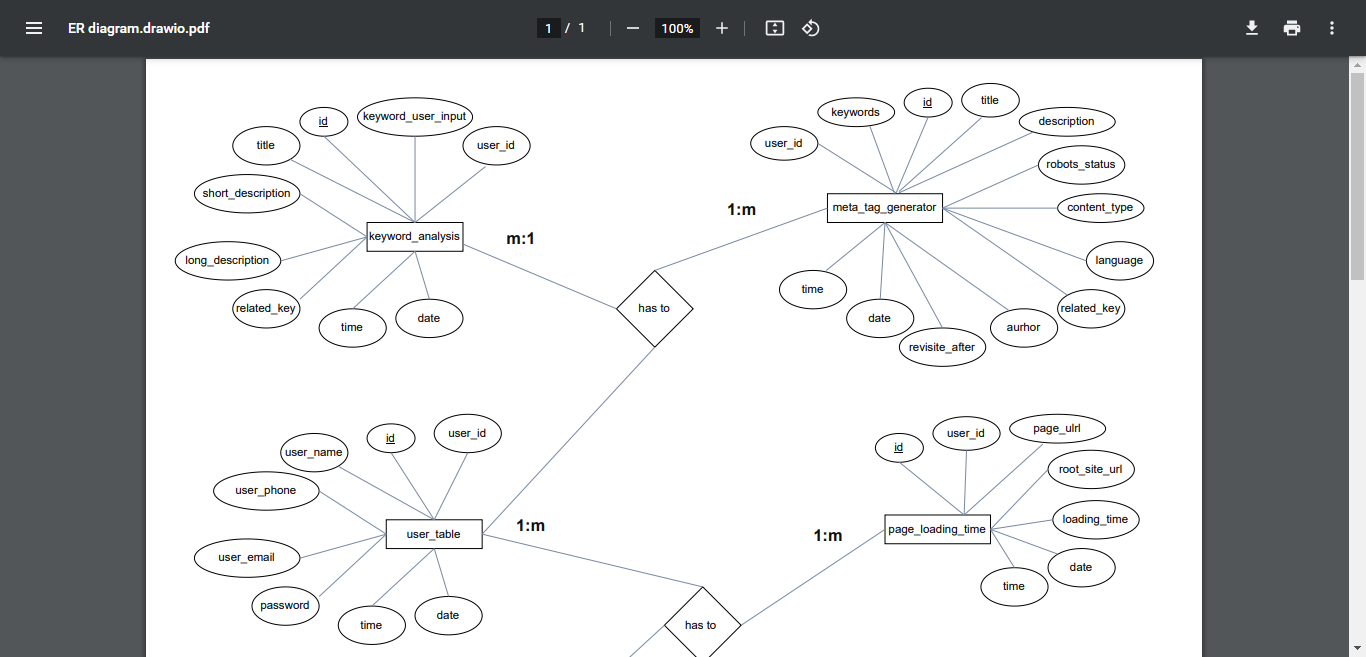 ER diagram.drawio.pdf
1 / 1
100%
id
keyword_user_input
title
user_id
short_description
keyword_analysis
m:1
long_description
related_key
time
date
has to
1:m
keywords
id
title
description
user_id
robots_status
meta_tag_generator
content_type
language
time
date
related_key
aurhor
revisite_after
user_name
id
user_id
user_phone
user_table
1:m
user_email
password
time
date
has to
1:m
id
user_id
page_ulrl
root_site_url
page_loading_time
loading_time
date
time